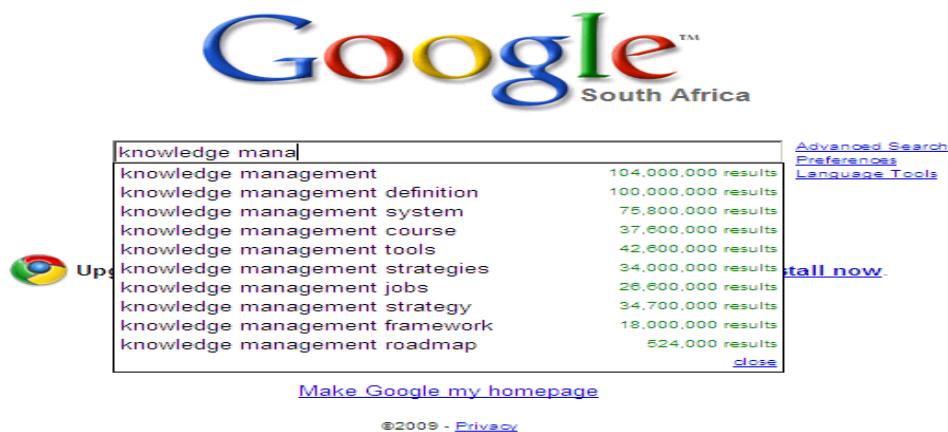 Google™
South Africa
knowledge mana
Advanced Search
Preferences
Language Tools
knowledge management 104,000,000 results
knowledge management definition 100,000,000 results
knowledge management system 75,800,000 results
knowledge management course 37,600,000 results
knowledge management tools 42,600,000 results
knowledge management strategies 34,000,000 results
knowledge management jobs 26,600,000 results
knowledge management strategy 34,700,000 results
knowledge management framework 18,000,000 results
knowledge management roadmap 524,000 results
close
Up
stall now.
Make Google my homepage
©2009 - Privacy